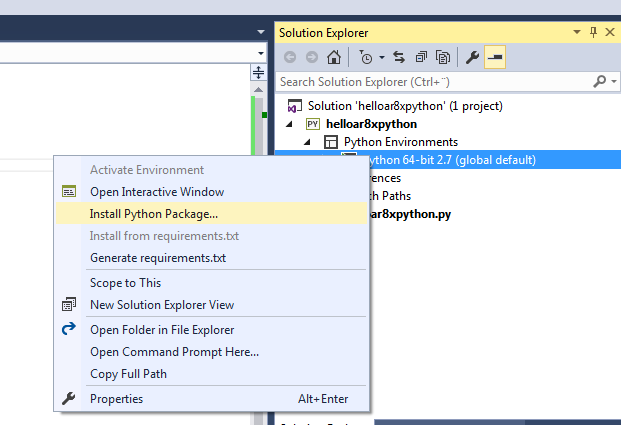 Solution Explorer
Search Solution Explorer (Ctrl+¨)
Solution 'helloar8xpython' (1 project)
PY helloar8xpython
Python Environments
ython 64-bit 2.7 (global default)
rences
h Paths
ar8xpython.py
Activate Environment
Open Interactive Window
Install Python Package...
Install from requirements.txt
Generate requirements.txt
Scope to This
New Solution Explorer View
Open Folder in File Explorer
Open Command Prompt Here...
Copy Full Path
Properties Alt+Enter